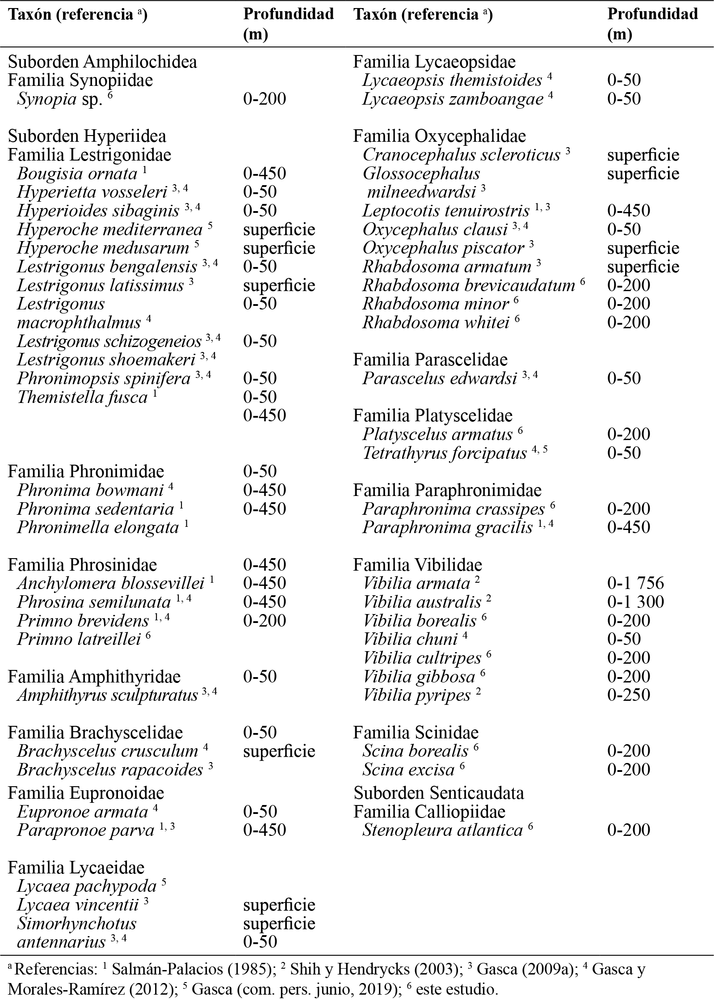 Taxón (referencia ᵃ) Profundidad (m)
Suborden Amphilochidea
Familia Synopiidae
Synopia sp. ⁶ 0-200
Suborden Hyperiidea
Familia Lestrigonidae
Bougisia ornata ¹ 0-450
Hyperietta vosseleri ³, ⁴ 0-50
Hyperioides sibaginis ³, ⁴ 0-50
Hyperoche mediterranea ⁵ superficie
Hyperoche medusarum ⁵ superficie
Lestrigonus bengalensis ³, ⁴ 0-50
Lestrigonus latissimus ³ superficie
Lestrigonus 0-50
macrophthalmus ⁴
Lestrigonus schizogeneios ³, ⁴ 0-50
Lestrigonus shoemakeri ³, ⁴
Phronimopsis spinifera ³, ⁴ 0-50
Themistella fusca ¹ 0-50
0-450
Familia Phronimidae 0-50
Phronima bowmani ⁴ 0-450
Phronima sedentaria ¹ 0-450
Phronimella elongata ¹
Familia Phrosinidae 0-450
Anchylomera blossevillei ¹ 0-450
Phrosina semilunata ¹, ⁴ 0-450
Primno brevidens ¹, ⁴ 0-200
Primno latreillei ⁶
Familia Amphithyridae 0-50
Amphithyrus sculpturatus ³, ⁴
Familia Brachyscelidae 0-50
Brachyscelus crusculum ⁴ superficie
Brachyscelus rapacoides ³
Familia Eupronoidae
Eupronoe armata ⁴ 0-50
Parapronoe parva ¹, ³ 0-450
Familia Lycaeidae
Lycaea pachypoda ⁵
Lycaea vincentii ³ superficie
Simorhynchotus superficie
antennarius ³, ⁴ 0-50
Taxón (referencia ᵃ) Profundidad (m)
Familia Lycaeopsidae
Lycaeopsis themistoides ⁴ 0-50
Lycaeopsis zamboangae ⁴ 0-50
Familia Oxycephalidae
Cranocephalus scleroticus ³ superficie
Glossocephalus superficie
milneedwardsi ³
Leptocotis tenuirostris ¹, ³ 0-450
Oxycephalus clausi ³, ⁴ 0-50
Oxycephalus piscator ³ superficie
Rhabdosoma armatum ³ superficie
Rhabdosoma brevicaudatum ⁶ 0-200
Rhabdosoma minor ⁶ 0-200
Rhabdosoma whitei ⁶ 0-200
Familia Parascelidae
Parascelus edwardsi ³, ⁴ 0-50
Familia Platyscelidae
Platyscelus armatus ⁶ 0-200
Tetrathyrus forcipatus ⁴, ⁵ 0-50
Familia Paraphronimidae
Paraphronima crassipes ⁶ 0-200
Paraphronima gracilis ¹, ⁴ 0-450
Familia Vibilidae
Vibilia armata ² 0-1 756
Vibilia australis ² 0-1 300
Vibilia borealis ⁶ 0-200
Vibilia chuni ⁴ 0-50
Vibilia cultripes ⁶ 0-200
Vibilia gibbosa ⁶ 0-200
Vibilia pyripes ² 0-250
Familia Scinidae
Scina borealis ⁶ 0-200
Scina excisa ⁶ 0-200
Suborden Senticaudata
Familia Calliopiidae
Stenopleura atlantica ⁶ 0-200
ᵃ Referencias: ¹ Salmán-Palacios (1985); ² Shih y Hendrycks (2003); ³ Gasca (2009a); ⁴ Gasca y
Morales-Ramírez (2012); ⁵ Gasca (com. pers. junio, 2019); ⁶ este estudio.